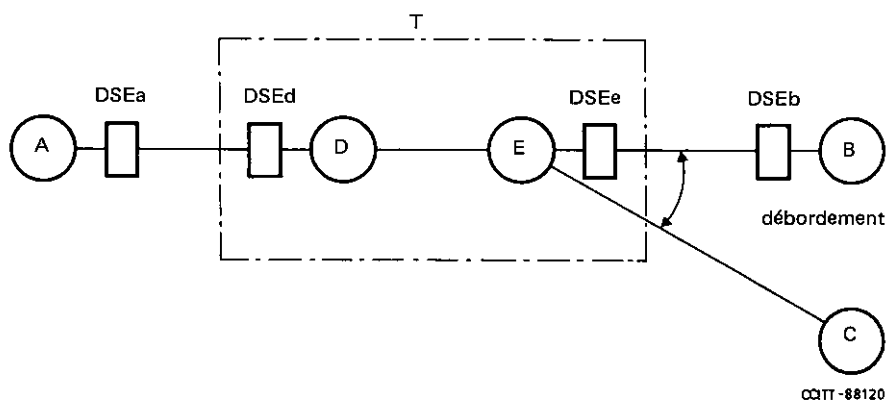 T
DSEa
DSEd
DSEe
DSEb
A
D
E
B
débordement
C
CCITT-88120